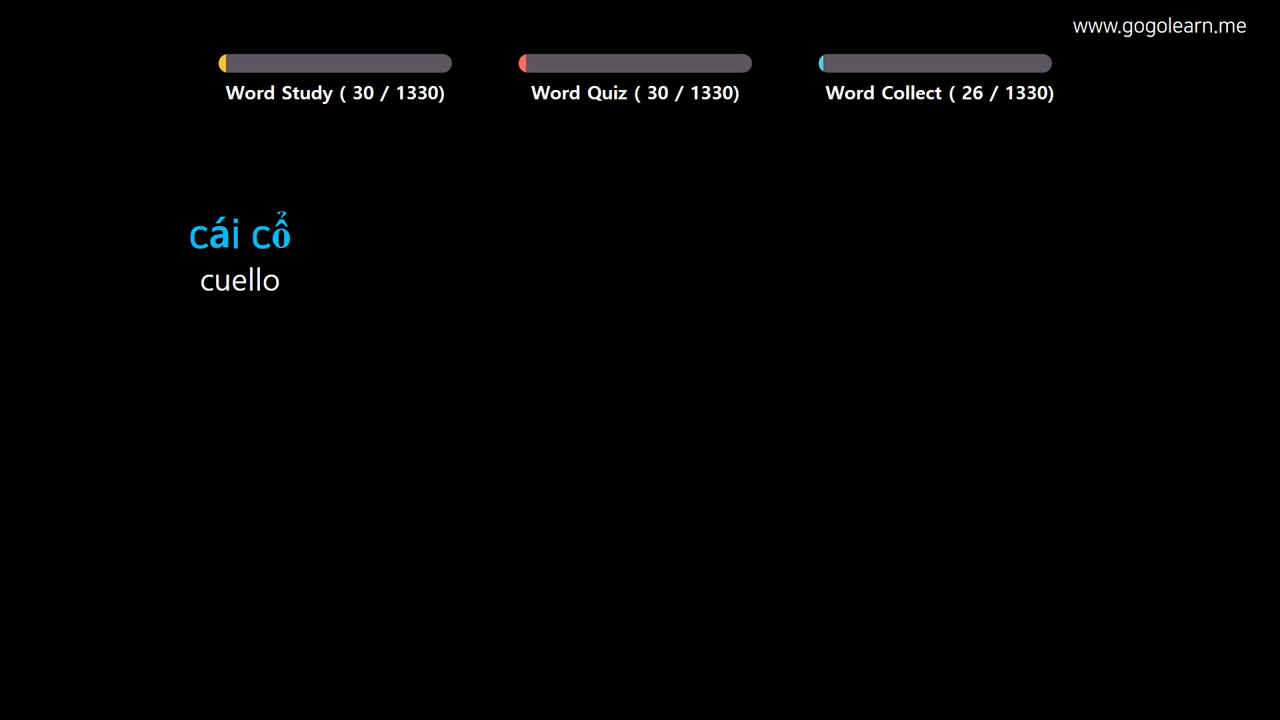 www.gogolearn.me
Word Study ( 30 / 1330)
Word Quiz ( 30 / 1330)
Word Collect ( 26 / 1330)
cái cổ
cuello